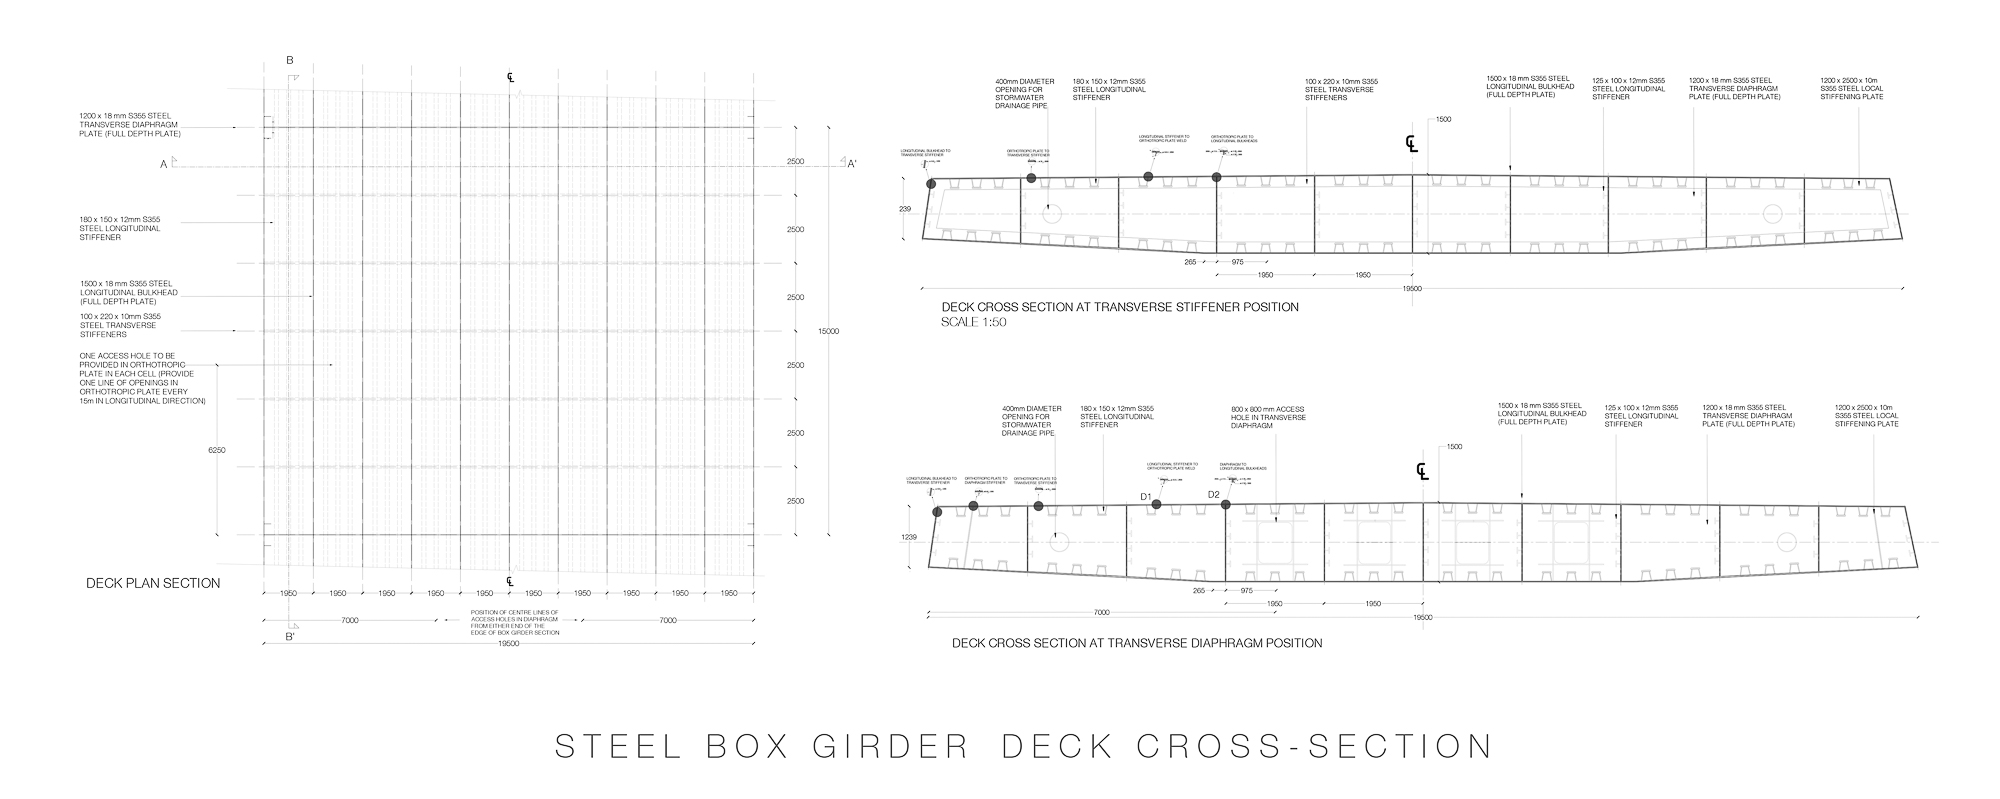 B
℄
1200 x 18 mm S355 STEEL
TRANSVERSE DIAPHRAGM
PLATE (FULL DEPTH PLATE)
A
A'
180 x 150 x 12mm S355
STEEL LONGITUDINAL
STIFFENER
1500 x 18 mm S355 STEEL
LONGITUDINAL BULKHEAD
(FULL DEPTH PLATE)
100 x 220 x 10mm S355
STEEL TRANSVERSE
STIFFENERS
ONE ACCESS HOLE TO BE
PROVIDED IN ORTHOTROPIC
PLATE IN EACH CELL (PROVIDE
ONE LINE OF OPENINGS IN
ORTHOTROPIC PLATE EVERY
15m IN LONGITUDINAL DIRECTION)
6250
2500
2500
2500
15000
2500
2500
2500
℄
DECK PLAN SECTION
1950 1950 1950 1950 1950 1950 1950 1950 1950 1950
7000
POSITION OF CENTRE LINES OF
ACCESS HOLES IN DIAPHRAGM
FROM EITHER END OF THE
EDGE OF BOX GIRDER SECTION
7000
B'
19500
400mm DIAMETER
OPENING FOR
STORMWATER
DRAINAGE PIPE
180 x 150 x 12mm S355
STEEL LONGITUDINAL
STIFFENER
100 x 220 x 10mm S355
STEEL TRANSVERSE
STIFFENERS
1500 x 18 mm S355 STEEL
LONGITUDINAL BULKHEAD
(FULL DEPTH PLATE)
125 x 100 x 12mm S355
STEEL LONGITUDINAL
STIFFENER
1200 x 18 mm S355 STEEL
TRANSVERSE DIAPHRAGM
PLATE (FULL DEPTH PLATE)
1200 x 2500 x 10m
S355 STEEL LOCAL
STIFFENING PLATE
LONGITUDINAL BULKHEAD TO
TRANSVERSE STIFFENER
ORTHOTROPIC PLATE TO
TRANSVERSE STIFFENER
LONGITUDINAL STIFFENER TO
ORTHOTROPIC PLATE WELD
ORTHOTROPIC PLATE TO
LONGITUDINAL BULKHEADS
℄
1500
239
265 975
1950 1950
19500
DECK CROSS SECTION AT TRANSVERSE STIFFENER POSITION
SCALE 1:50
400mm DIAMETER
OPENING FOR
STORMWATER
DRAINAGE PIPE
180 x 150 x 12mm S355
STEEL LONGITUDINAL
STIFFENER
800 x 800 mm ACCESS
HOLE IN TRANSVERSE
DIAPHRAGM
1500 x 18 mm S355 STEEL
LONGITUDINAL BULKHEAD
(FULL DEPTH PLATE)
125 x 100 x 12mm S355
STEEL LONGITUDINAL
STIFFENER
1200 x 18 mm S355 STEEL
TRANSVERSE DIAPHRAGM
PLATE (FULL DEPTH PLATE)
1200 x 2500 x 10m
S355 STEEL LOCAL
STIFFENING PLATE
LONGITUDINAL BULKHEAD TO
TRANSVERSE STIFFENER
ORTHOTROPIC PLATE TO
DIAPHRAGM STIFFENER
ORTHOTROPIC PLATE TO
TRANSVERSE STIFFENER
LONGITUDINAL STIFFENER TO
ORTHOTROPIC PLATE WELD
DIAPHRAGM TO
LONGITUDINAL BULKHEADS
℄
1500
D1
D2
1239
265 975
1950 1950
7000
19500
DECK CROSS SECTION AT TRANSVERSE DIAPHRAGM POSITION
STEEL BOX GIRDER DECK CROSS-SECTION